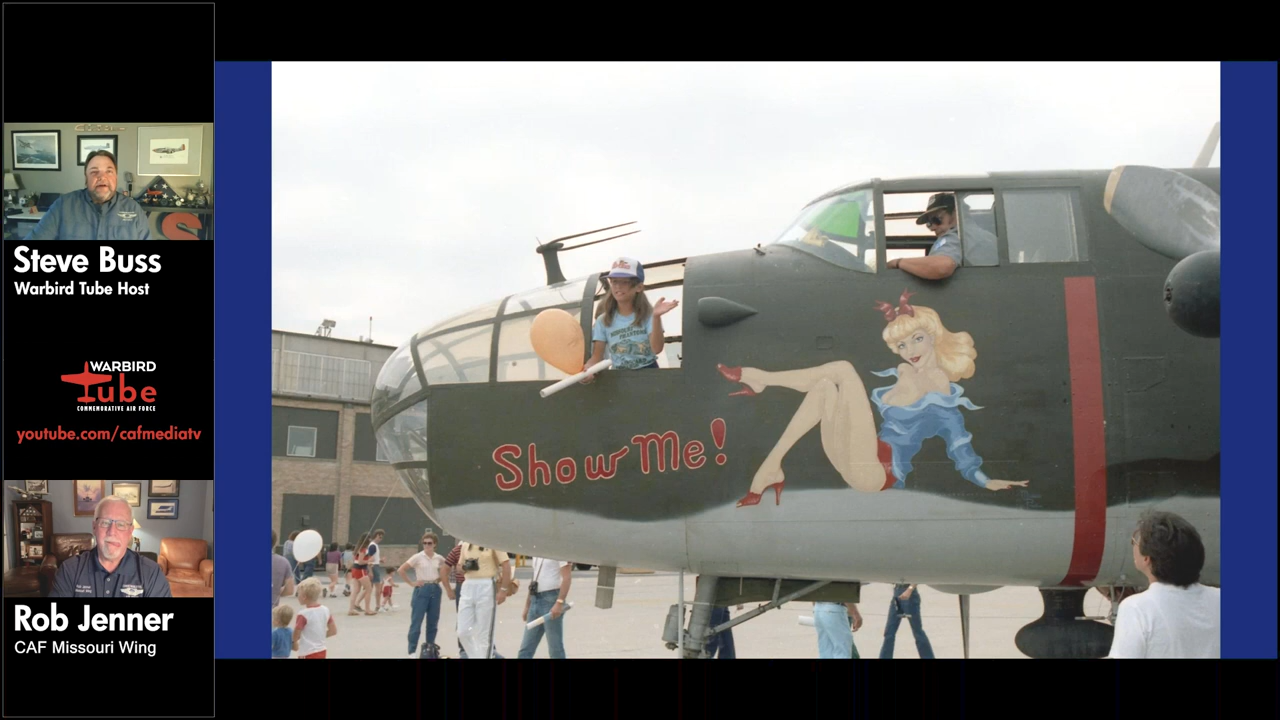 Steve Buss
Warbird Tube Host
WARBIRD
Tube
COMMEMORATIVE AIR FORCE
youtube.com/cafmediatv
Rob Jenner
CAF Missouri Wing
Show Me!